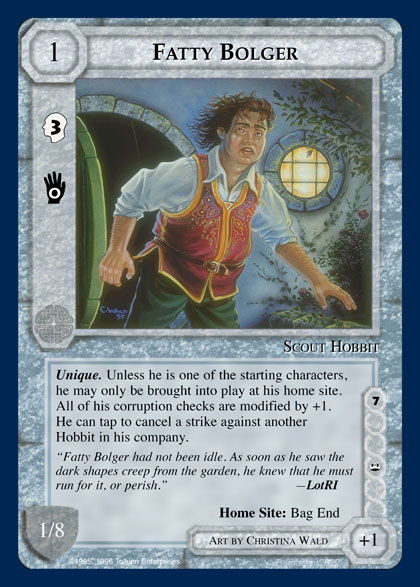 1
FATTY BOLGER
3
C. WALD
95
SCOUT HOBBIT
Unique. Unless he is one of the starting characters,
he may only be brought into play at his home site.
All of his corruption checks are modified by +1.
He can tap to cancel a strike against another
Hobbit in his company.
7
“Fatty Bolger had not been idle. As soon as he saw the
dark shapes creep from the garden, he knew that he must
run for it, or perish.” —LotRI
Home Site: Bag End
1/8
ART BY CHRISTINA WALD
+1
©1995, 1996 Tolkien Enterprises